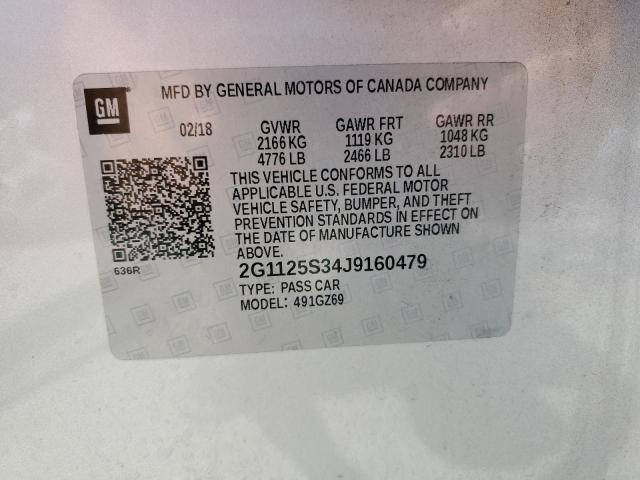 MFD BY GENERAL MOTORS OF CANADA COMPANY
GM
02/18 GVWR GAWR FRT GAWR RR
2166 KG 1119 KG 1048 KG
4776 LB 2466 LB 2310 LB
THIS VEHICLE CONFORMS TO ALL
APPLICABLE U.S. FEDERAL MOTOR
VEHICLE SAFETY, BUMPER, AND THEFT
PREVENTION STANDARDS IN EFFECT ON
THE DATE OF MANUFACTURE SHOWN
ABOVE.
636R
2G1125S34J9160479
TYPE: PASS CAR
MODEL: 491GZ69